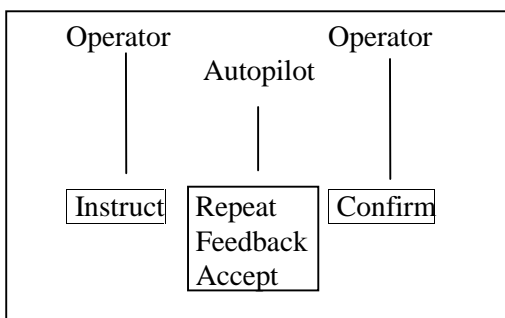 Operator
Operator
Autopilot
Instruct
Repeat
Feedback
Accept
Confirm